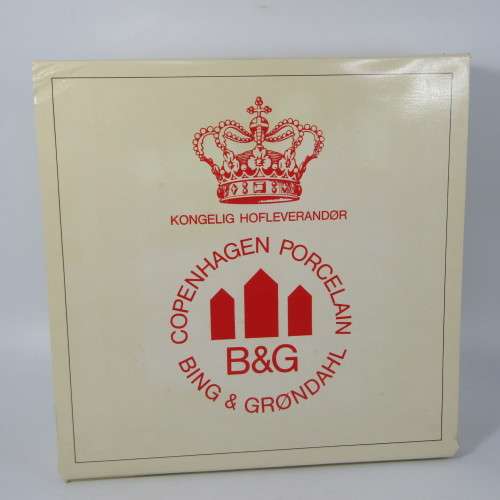 KONGELIG HOFLEVERANDØR
COPENHAGEN PORCELAIN
B&G
BING & GRØNDAHL